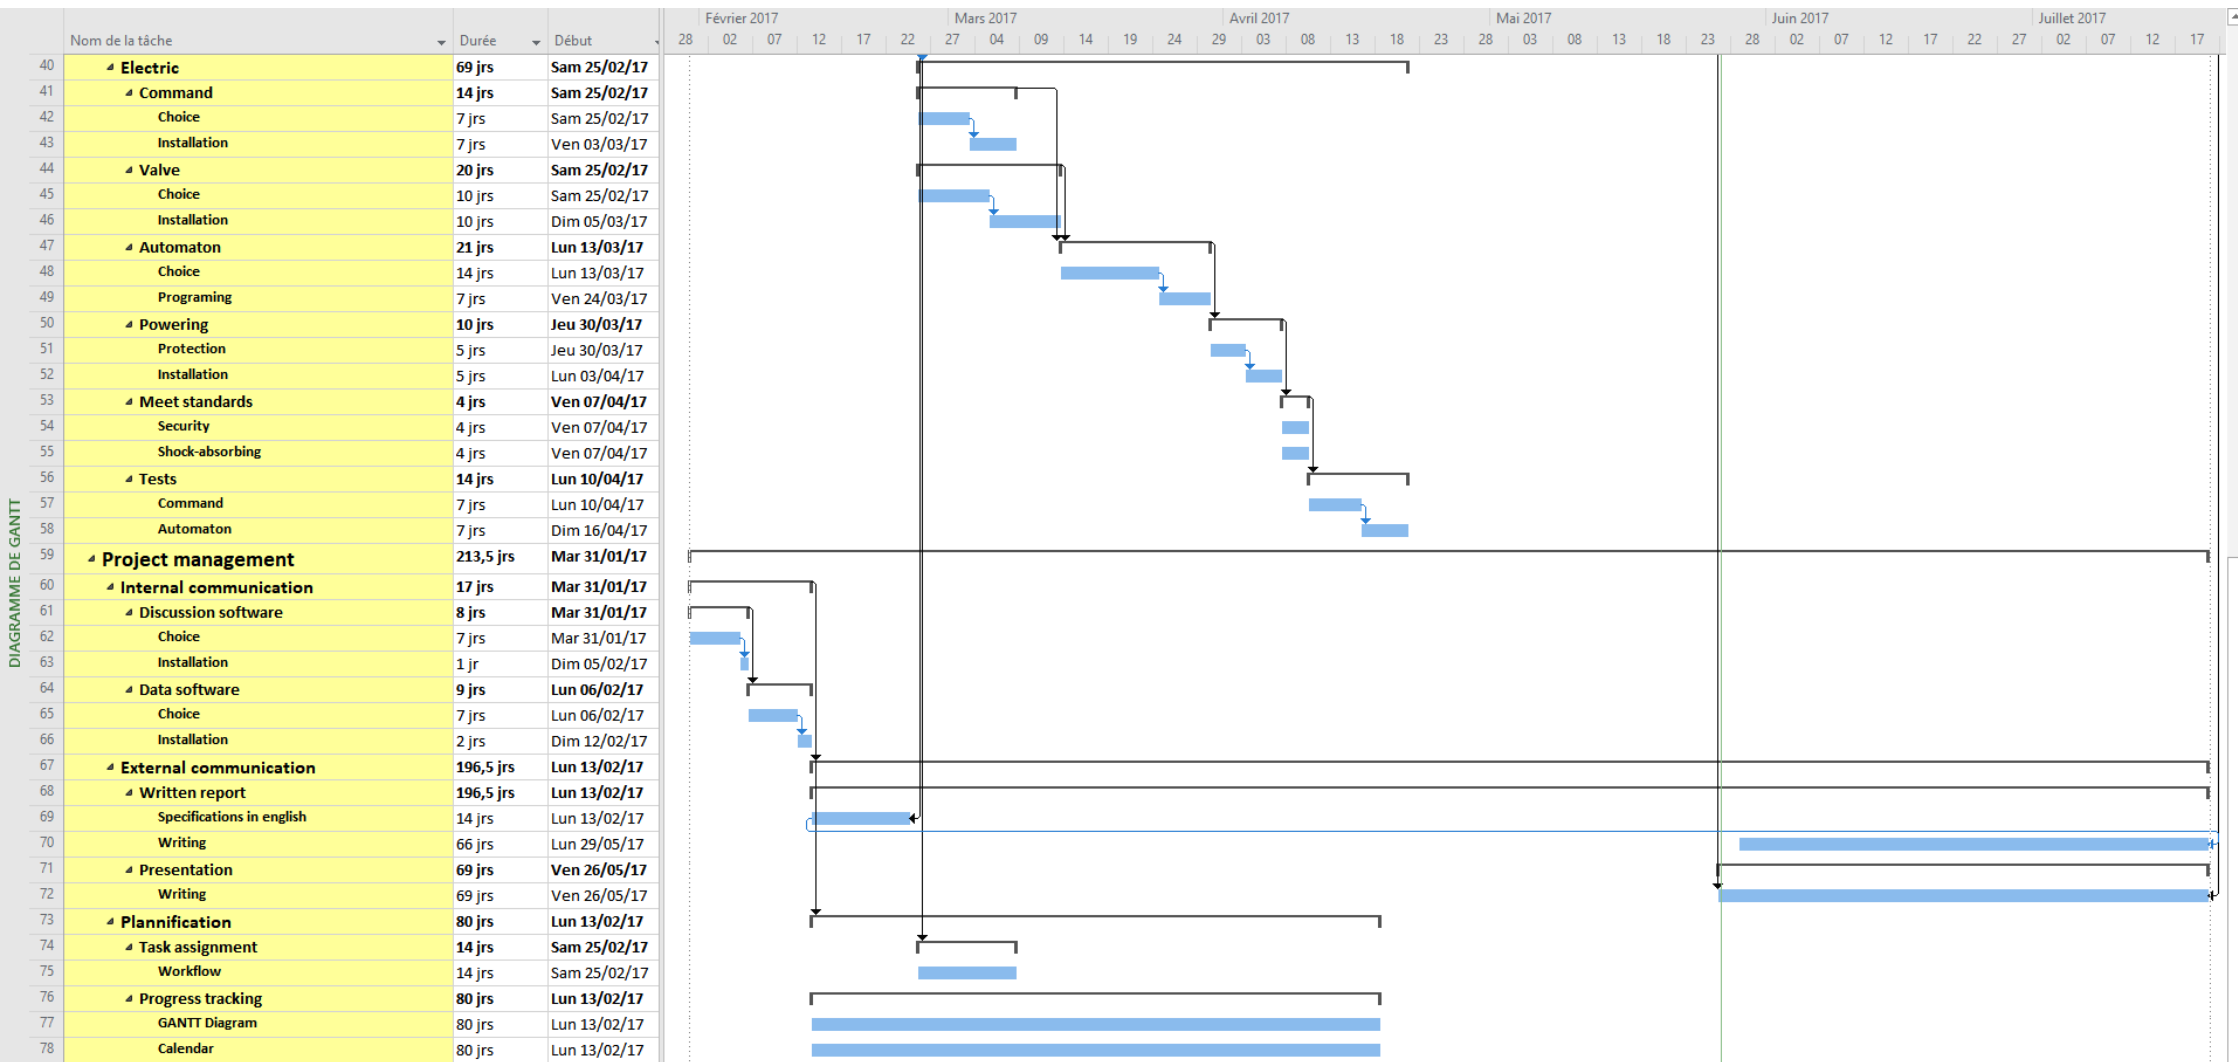 Février 2017 Mars 2017 Avril 2017 Mai 2017 Juin 2017 Juillet 2017
Nom de la tâche Durée Début 28 02 07 12 17 22 27 04 09 14 19 24 29 03 08 13 18 23 28 03 08 13 18 23 28 02 07 12 17 22 27 02 07 12 17
40 Electric 69 jrs Sam 25/02/17
41 Command 14 jrs Sam 25/02/17
42 Choice 7 jrs Sam 25/02/17
43 Installation 7 jrs Ven 03/03/17
44 Valve 20 jrs Sam 25/02/17
45 Choice 10 jrs Sam 25/02/17
46 Installation 10 jrs Dim 05/03/17
47 Automaton 21 jrs Lun 13/03/17
48 Choice 14 jrs Lun 13/03/17
49 Programing 7 jrs Ven 24/03/17
50 Powering 10 jrs Jeu 30/03/17
51 Protection 5 jrs Jeu 30/03/17
52 Installation 5 jrs Lun 03/04/17
53 Meet standards 4 jrs Ven 07/04/17
54 Security 4 jrs Ven 07/04/17
55 Shock-absorbing 4 jrs Ven 07/04/17
56 Tests 14 jrs Lun 10/04/17
57 Command 7 jrs Lun 10/04/17
58 Automaton 7 jrs Dim 16/04/17
59 Project management 213,5 jrs Mar 31/01/17
60 Internal communication 17 jrs Mar 31/01/17
61 Discussion software 8 jrs Mar 31/01/17
62 Choice 7 jrs Mar 31/01/17
63 Installation 1 jr Dim 05/02/17
64 Data software 9 jrs Lun 06/02/17
65 Choice 7 jrs Lun 06/02/17
66 Installation 2 jrs Dim 12/02/17
67 External communication 196,5 jrs Lun 13/02/17
68 Written report 196,5 jrs Lun 13/02/17
69 Specifications in english 14 jrs Lun 13/02/17
70 Writing 66 jrs Lun 29/05/17
71 Presentation 69 jrs Ven 26/05/17
72 Writing 69 jrs Ven 26/05/17
73 Plannification 80 jrs Lun 13/02/17
74 Task assignment 14 jrs Sam 25/02/17
75 Workflow 14 jrs Sam 25/02/17
76 Progress tracking 80 jrs Lun 13/02/17
77 GANTT Diagram 80 jrs Lun 13/02/17
78 Calendar 80 jrs Lun 13/02/17
DIAGRAMME DE GANTT